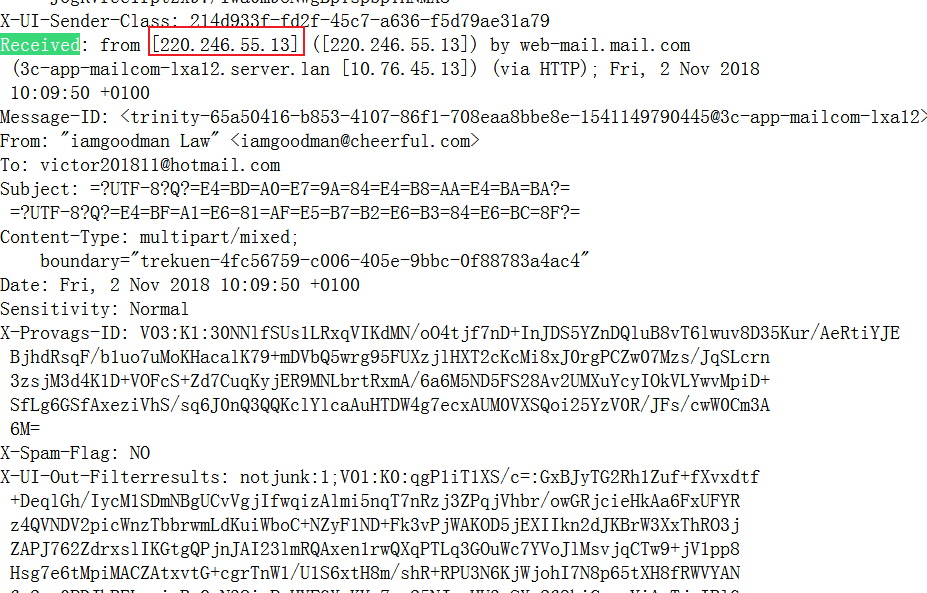 X-UI-Sender-Class: 214d933f-fd2f-45c7-a636-f5d79ae31a79
Received: from [220.246.55.13] ([220.246.55.13]) by web-mail.mail.com
(3c-app-mailcom-lxa12.server.lan [10.76.45.13]) (via HTTP); Fri, 2 Nov 2018
10:09:50 +0100
Message-ID: <trinity-65a50416-b853-4107-86f1-708eaa8bbe8e-1541149790445@3c-app-mailcom-lxa12>
From: "iamgoodman Law" <iamgoodman@cheerful.com>
To: victor201811@hotmail.com
Subject: =?UTF-8?Q?=E4=BD=A0=E7=9A=84=E4=B8=AA=E4=BA=BA?=
=?UTF-8?Q?=E4=BF=A1=E6=81=AF=E5=B7=B2=E6=B3=84=E6=BC=8F?=
Content-Type: multipart/mixed;
boundary="trekuen-4fc56759-c006-405e-9bbc-0f88783a4ac4"
Date: Fri, 2 Nov 2018 10:09:50 +0100
Sensitivity: Normal
X-Provags-ID: V03:K1:30NNlfSUs1LRxqVIKdMN/o04tjf7nD+InJDS5YZnDQluB8vT6lwuv8D35Kur/AeRtiYJE
BjhdRsqF/b1uo7uMoKHacalK79+mDVbQ5wrg95FUXzjlHXT2cKcMi8xJ0rgPCZw07Mzs/JqSLcrn
3zsjM3d4K1D+VOFcS+Zd7CuqKyjER9MNLbrtRxmA/6a6M5ND5FS28Av2UMXuYcyI0kVLYwvMpiD+
SfLg6GSfAxeziVhS/sq6J0nQ3QQKclYlcaAuHTDW4g7ecxAUM0VXSQoi25YzV0R/JFs/cwW0Cm3A
6M=
X-Spam-Flag: NO
X-UI-Out-Filterresults: notjunk:1;V01:K0:qgPliT1XS/c=:GxBJyTG2Rh1Zuf+fXvxdtf
+DeqlGh/IycM1SDmNBgUCvVgjIfwqizAlmi5nqT7nRzj3ZPqjVhbr/owGRjcieHkAa6FxUFYR
z4QVNDV2picWnzTbbrwmLdKuiWboC+NZyF1ND+Fk3vPjWAKOD5jEXIIkn2dJKBrW3XxThRO3j
ZAPJ762ZdrxslIKGtgQPjnJAI23lmRQAxen1rwQXqPTLq3GOuWc7YVoJlMsvjqCTw9+jV1pp8
Hsg7e6tMpiMACZAtxvtG+cgrTnW1/U1S6xtH8m/shR+RPU3N6KjWjohI7N8p65tXH8fRWVYAN